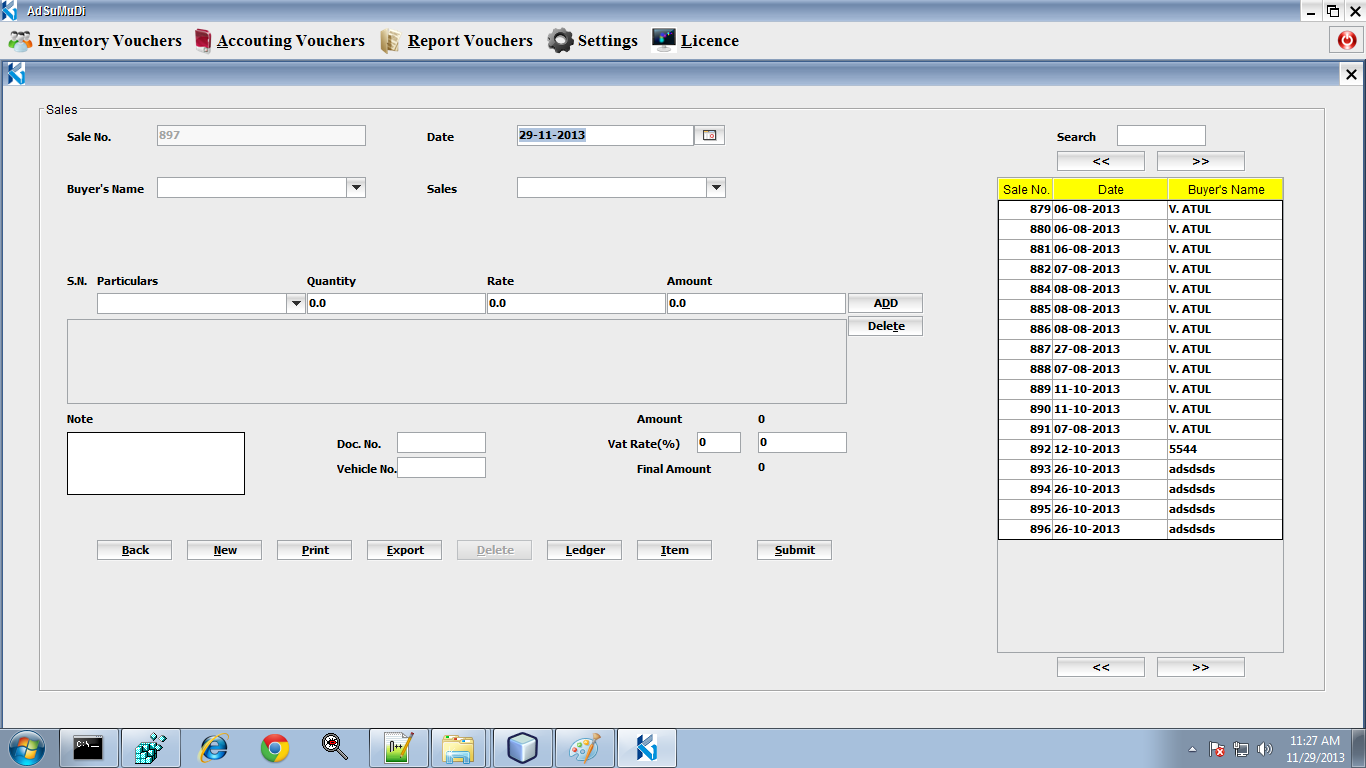 AdSuMuDi
Inventory Vouchers Accouting Vouchers Report Vouchers Settings Licence
Sales
Sale No. 897 Date 29-11-2013 Search
<< >>
Buyer's Name Sales
Sale No. Date Buyer's Name
879 06-08-2013 V. ATUL
880 06-08-2013 V. ATUL
881 06-08-2013 V. ATUL
882 07-08-2013 V. ATUL
884 08-08-2013 V. ATUL
885 08-08-2013 V. ATUL
886 08-08-2013 V. ATUL
887 27-08-2013 V. ATUL
888 07-08-2013 V. ATUL
889 11-10-2013 V. ATUL
890 11-10-2013 V. ATUL
891 07-08-2013 V. ATUL
892 12-10-2013 5544
893 26-10-2013 adsdsds
894 26-10-2013 adsdsds
895 26-10-2013 adsdsds
896 26-10-2013 adsdsds
S.N. Particulars Quantity Rate Amount
0.0 0.0 0.0 ADD
Delete
Note Amount 0
Doc. No. Vat Rate(%) 0 0
Vehicle No. Final Amount 0
Back New Print Export Delete Ledger Item Submit
<< >>
C:\_
11:27 AM
11/29/2013